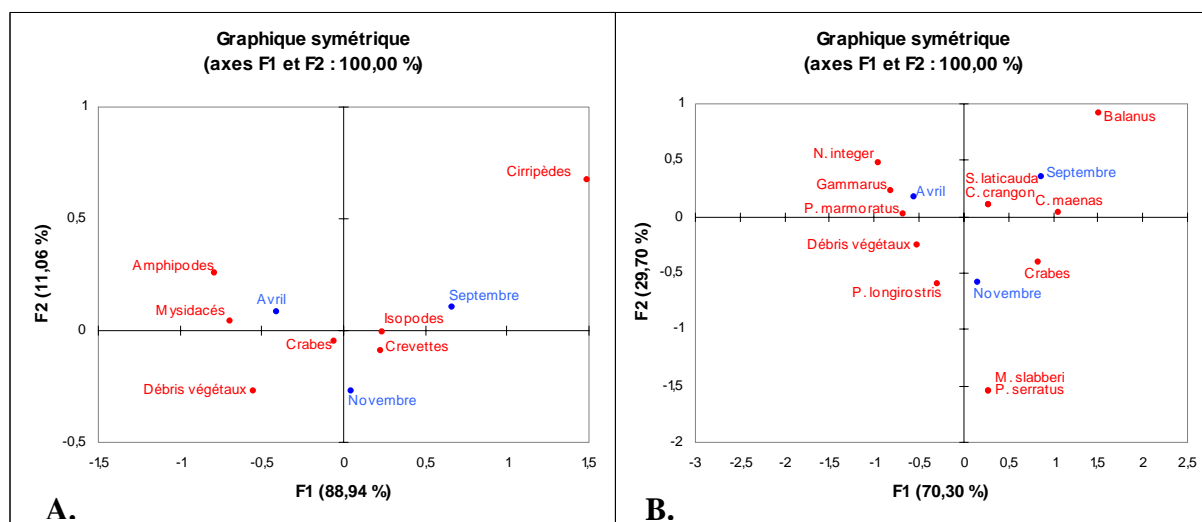 Graphique symétrique
(axes F1 et F2 : 100,00 %)
1
0,5
0
-0,5
F2 (11,06 %)
Cirripèdes
Amphipodes
Mysidacés
Avril
Septembre
Isopodes
Crabes
Crevettes
Débris végétaux
Novembre
-1,5 -1 -0,5 0 0,5 1 1,5
F1 (88,94 %)
A.
Graphique symétrique
(axes F1 et F2 : 100,00 %)
1
0,5
0
-0,5
-1
-1,5
-2
F2 (29,70 %)
Balanus
N. integer
Gammarus
Avril
P. marmoratus
S. laticauda
Septembre
C. crangon
C. maenas
Débris végétaux
Crabes
P. longirostris
Novembre
M. slabberi
P. serratus
-3 -2,5 -2 -1,5 -1 -0,5 0 0,5 1 1,5 2 2,5
F1 (70,30 %)
B.